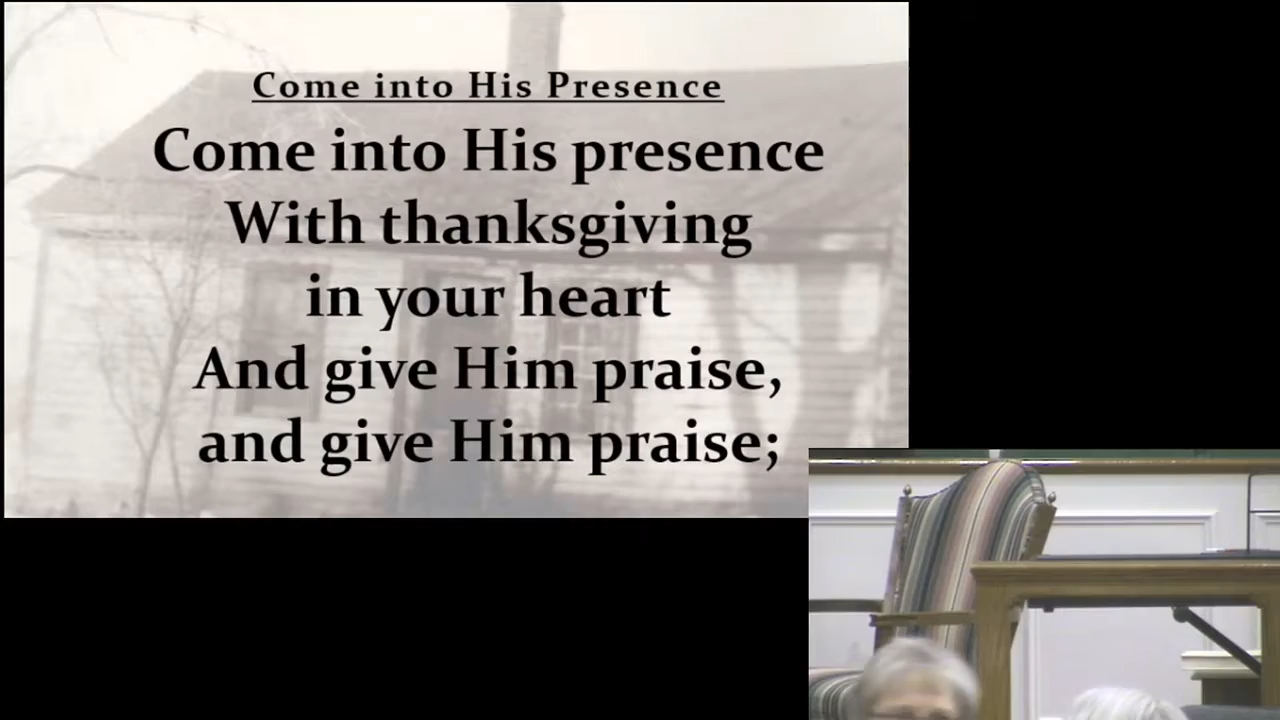 Come into His Presence
Come into His presence
With thanksgiving
in your heart
And give Him praise,
and give Him praise;